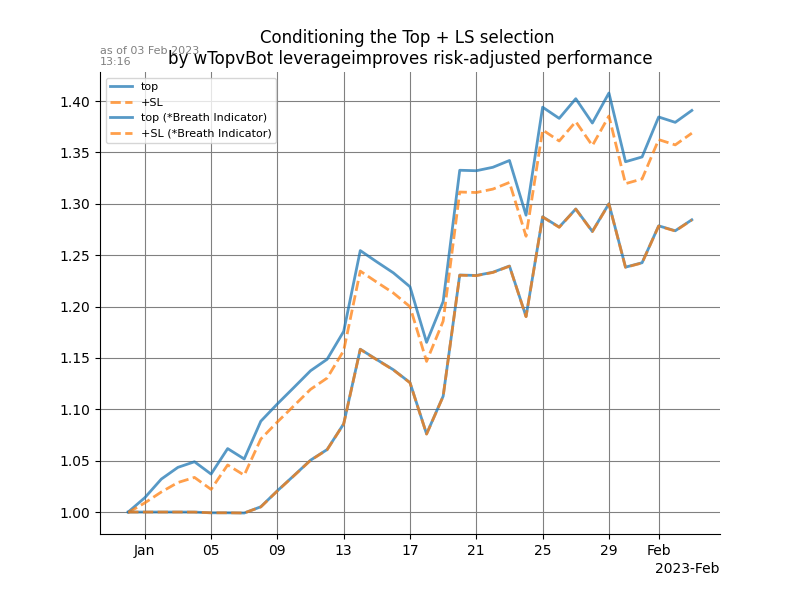 Conditioning the Top + LS selection
by wTopvBot leverageimproves risk-adjusted performance
as of 03 Feb 2023
13:16
top
+SL
top (*Breath Indicator)
+SL (*Breath Indicator)
1.40
1.35
1.30
1.25
1.20
1.15
1.10
1.05
1.00
Jan 05 09 13 17 21 25 29 Feb
2023-Feb